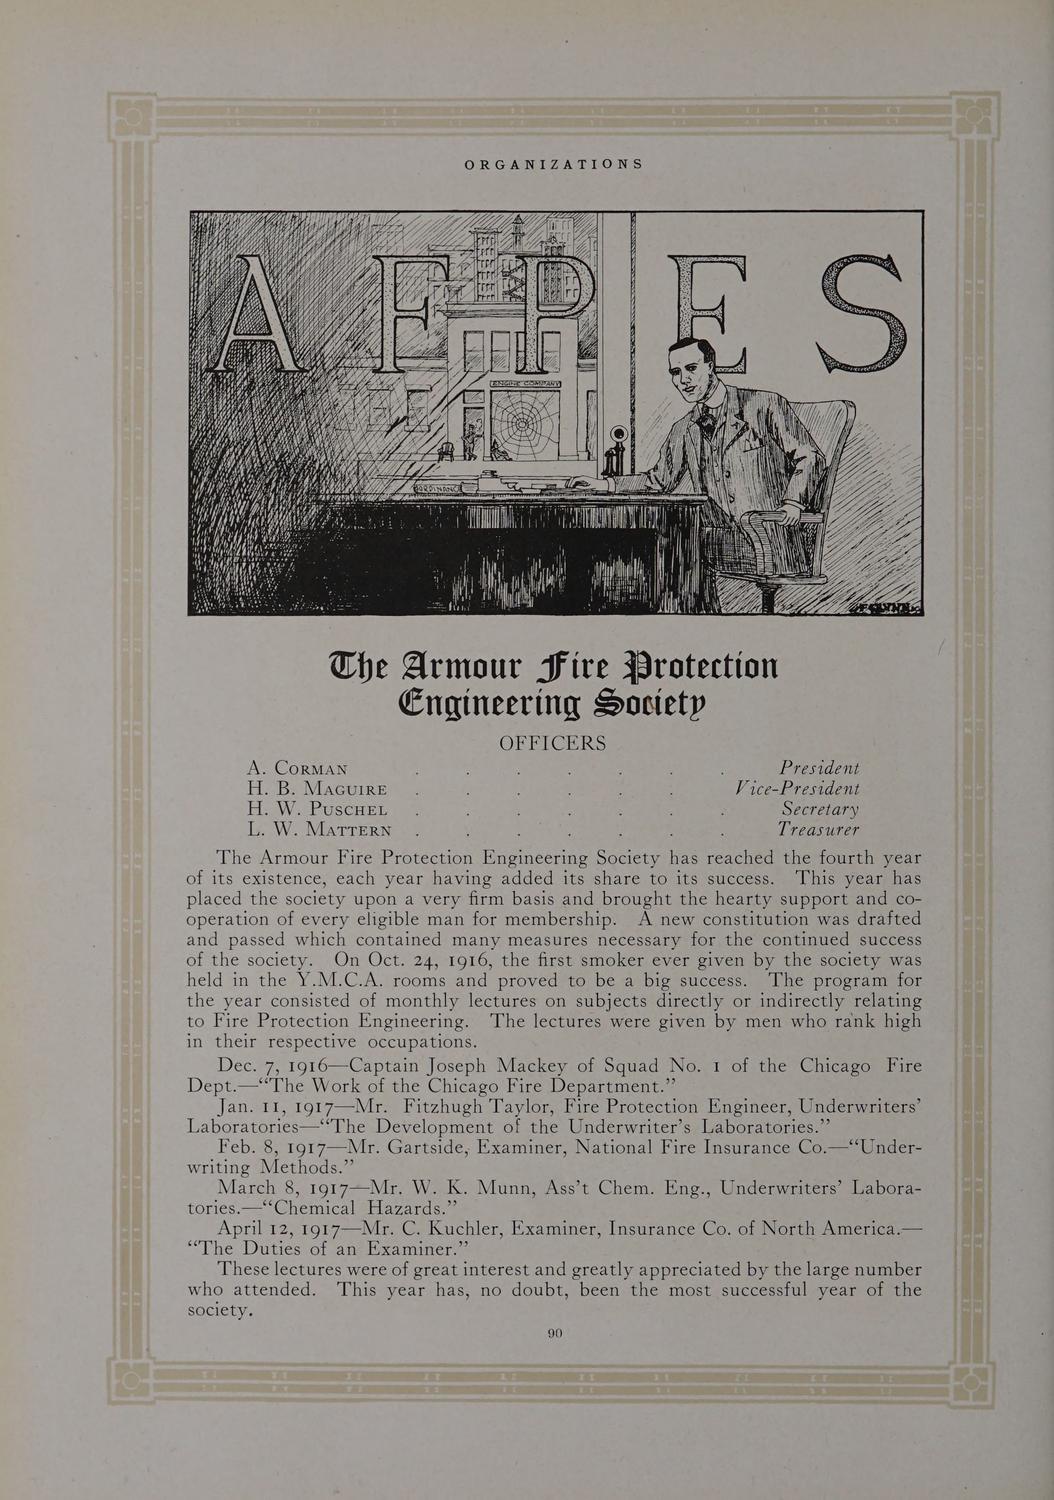 ORGANIZATIONS
A F P E S
ENGINE COMPANY
ORDINANCE
The Armour Fire Protection
Engineering Society
OFFICERS
A. CORMAN . . . . . . . President
H. B. MAGUIRE . . . . . . . Vice-President
H. W. PUSCHEL . . . . . . . Secretary
L. W. MATTERN . . . . . . . Treasurer
The Armour Fire Protection Engineering Society has reached the fourth year
of its existence, each year having added its share to its success. This year has
placed the society upon a very firm basis and brought the hearty support and co-
operation of every eligible man for membership. A new constitution was drafted
and passed which contained many measures necessary for the continued success
of the society. On Oct. 24, 1916, the first smoker ever given by the society was
held in the Y.M.C.A. rooms and proved to be a big success. The program for
the year consisted of monthly lectures on subjects directly or indirectly relating
to Fire Protection Engineering. The lectures were given by men who rank high
in their respective occupations.
Dec. 7, 1916—Captain Joseph Mackey of Squad No. 1 of the Chicago Fire
Dept.—“The Work of the Chicago Fire Department.”
Jan. 11, 1917—Mr. Fitzhugh Taylor, Fire Protection Engineer, Underwriters’
Laboratories—“The Development of the Underwriter’s Laboratories.”
Feb. 8, 1917—Mr. Gartside, Examiner, National Fire Insurance Co.—“Under-
writing Methods.”
March 8, 1917—Mr. W. K. Munn, Ass’t Chem. Eng., Underwriters’ Labora-
tories.—“Chemical Hazards.”
April 12, 1917—Mr. C. Kuchler, Examiner, Insurance Co. of North America.—
“The Duties of an Examiner.”
These lectures were of great interest and greatly appreciated by the large number
who attended. This year has, no doubt, been the most successful year of the
society.
90